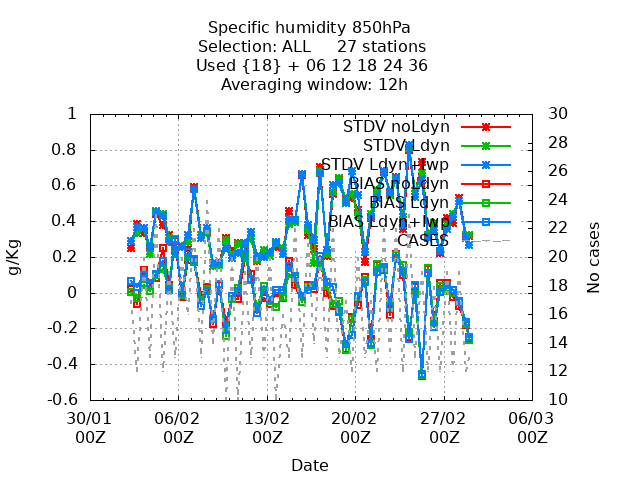 Specific humidity 850hPa
Selection: ALL 27 stations
Used {18} + 06 12 18 24 36
Averaging window: 12h
1
0.8
0.6
0.4
0.2
0
-0.2
-0.4
-0.6
g/Kg
30
28
26
24
22
20
18
16
14
12
10
No cases
STDV noLdyn
STDV Ldyn
STDV Ldyn+lwp
BIAS noLdyn
BIAS Ldyn
BIAS Ldyn+lwp
CASES
30/01 06/02 13/02 20/02 27/02 06/03
00Z 00Z 00Z 00Z 00Z 00Z
Date